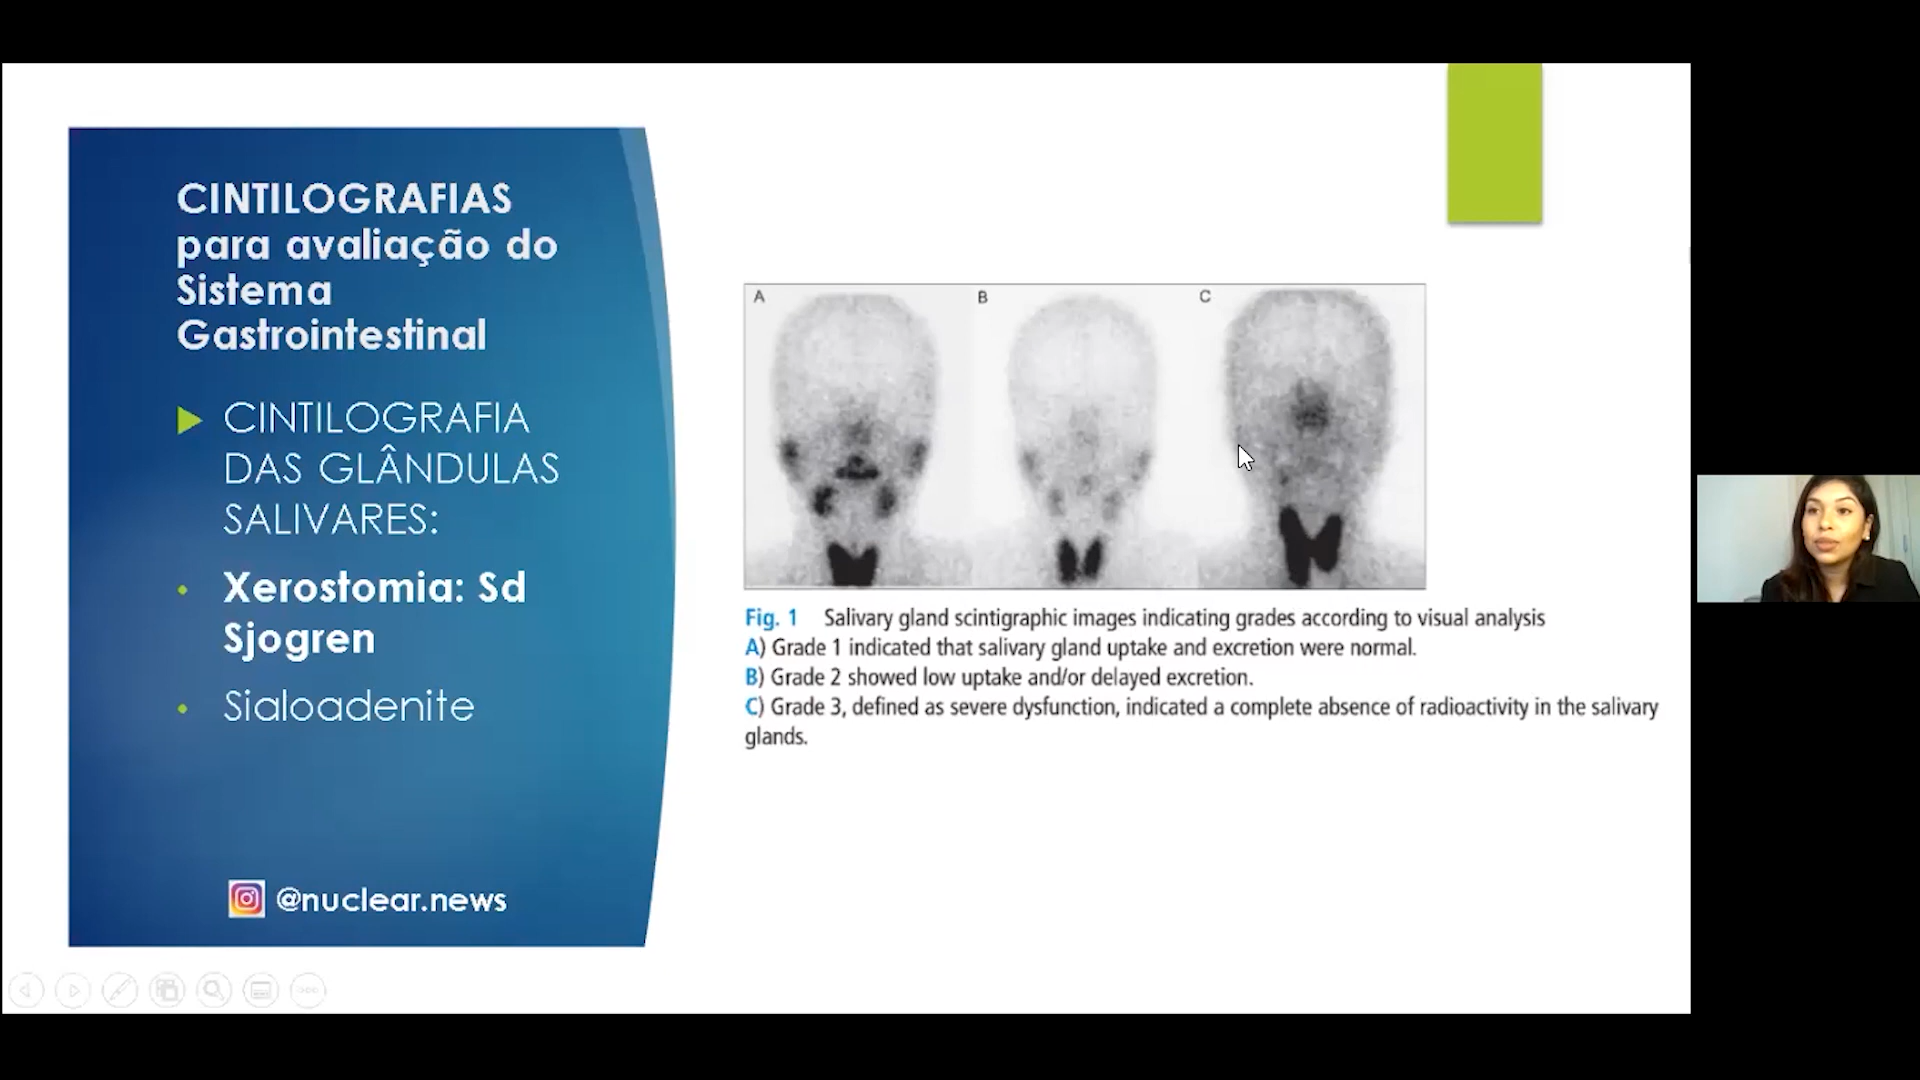 CINTILOGRAFIAS
para avaliação do
Sistema
Gastrointestinal
CINTILOGRAFIA
DAS GLÂNDULAS
SALIVARES:
Xerostomia: Sd
Sjogren
Sialoadenite
@nuclear.news
A
B
C
Fig. 1 Salivary gland scintigraphic images indicating grades according to visual analysis
A) Grade 1 indicated that salivary gland uptake and excretion were normal.
B) Grade 2 showed low uptake and/or delayed excretion.
C) Grade 3, defined as severe dysfunction, indicated a complete absence of radioactivity in the salivary
glands.